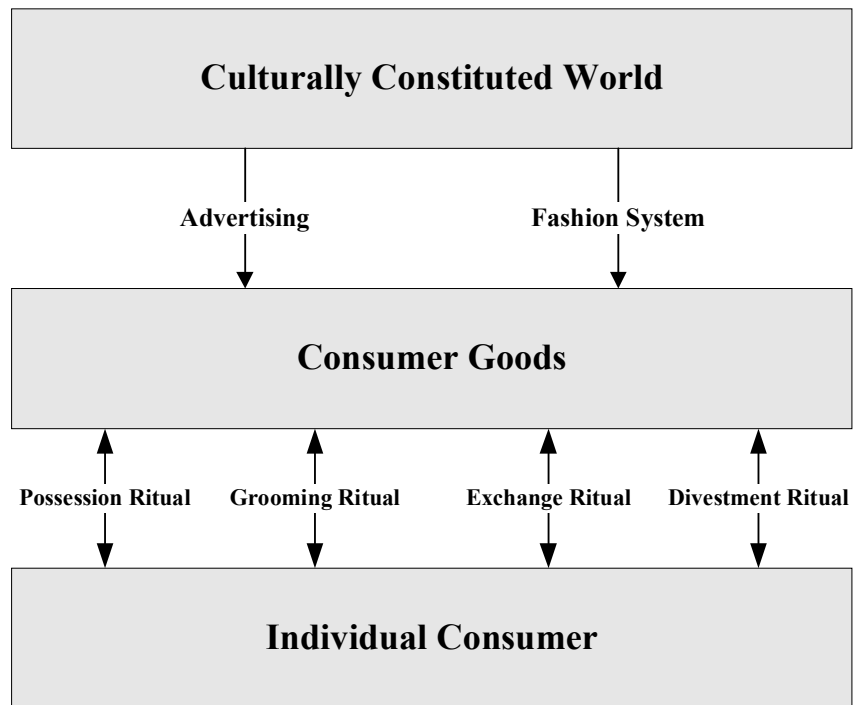 Culturally Constituted World
Advertising Fashion System
Consumer Goods
Possession Ritual Grooming Ritual Exchange Ritual Divestment Ritual
Individual Consumer